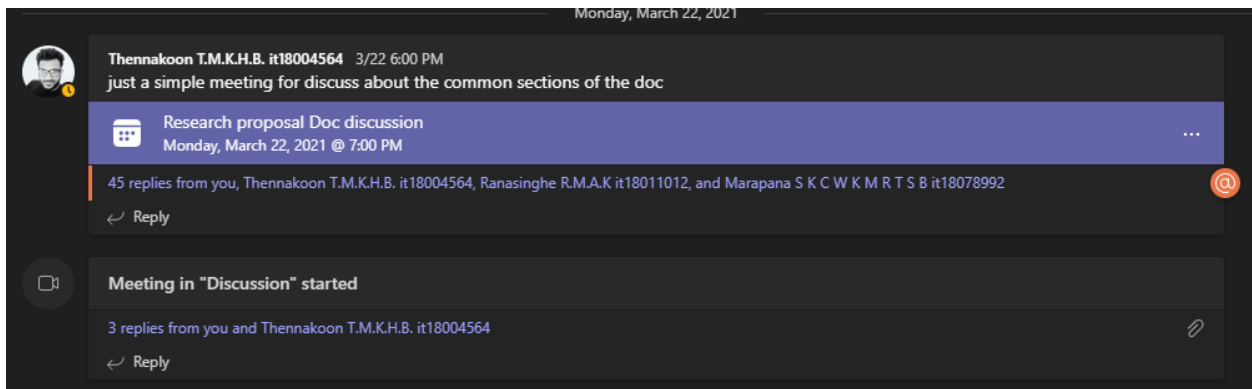 Monday, March 22, 2021
Thennakoon T.M.K.H.B. it18004564 3/22 6:00 PM
just a simple meeting for discuss about the common sections of the doc
Research proposal Doc discussion
Monday, March 22, 2021 @ 7:00 PM
45 replies from you, Thennakoon T.M.K.H.B. it18004564, Ranasinghe R.M.A.K it18011012, and Marapana S K C W K M R T S B it18078992
@
Reply
Meeting in "Discussion" started
3 replies from you and Thennakoon T.M.K.H.B. it18004564
Reply